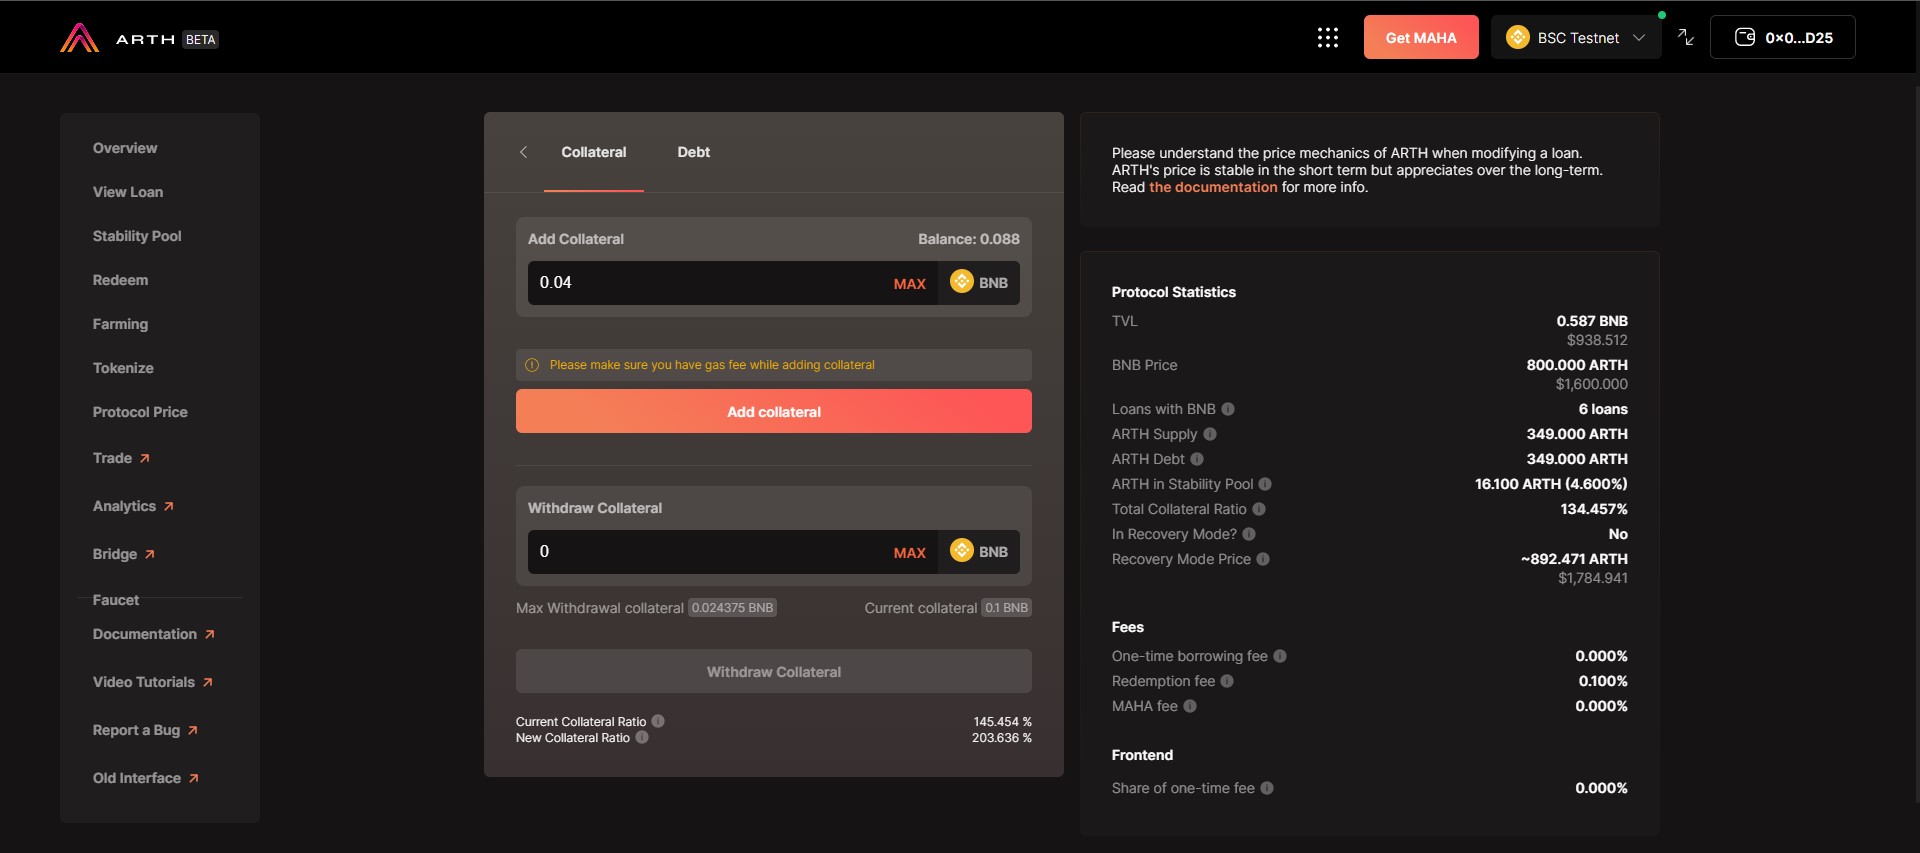 ARTH BETA
Get MAHA
BSC Testnet
0×0...D25
Overview
View Loan
Stability Pool
Redeem
Farming
Tokenize
Protocol Price
Trade
Analytics
Bridge
Faucet
Documentation
Video Tutorials
Report a Bug
Old Interface
Collateral Debt
Add Collateral Balance: 0.088
0.04 MAX BNB
Please make sure you have gas fee while adding collateral
Add collateral
Withdraw Collateral
0 MAX BNB
Max Withdrawal collateral 0.024375 BNB Current collateral 0.1 BNB
Withdraw Collateral
Current Collateral Ratio 145.454 %
New Collateral Ratio 203.636 %
Please understand the price mechanics of ARTH when modifying a loan.
ARTH's price is stable in the short term but appreciates over the long-term.
Read the documentation for more info.
Protocol Statistics
TVL 0.587 BNB
$938.512
BNB Price 800.000 ARTH
$1,600.000
Loans with BNB 6 loans
ARTH Supply 349.000 ARTH
ARTH Debt 349.000 ARTH
ARTH in Stability Pool 16.100 ARTH (4.600%)
Total Collateral Ratio 134.457%
In Recovery Mode? No
Recovery Mode Price ~892.471 ARTH
$1,784.941
Fees
One-time borrowing fee 0.000%
Redemption fee 0.100%
MAHA fee 0.000%
Frontend
Share of one-time fee 0.000%